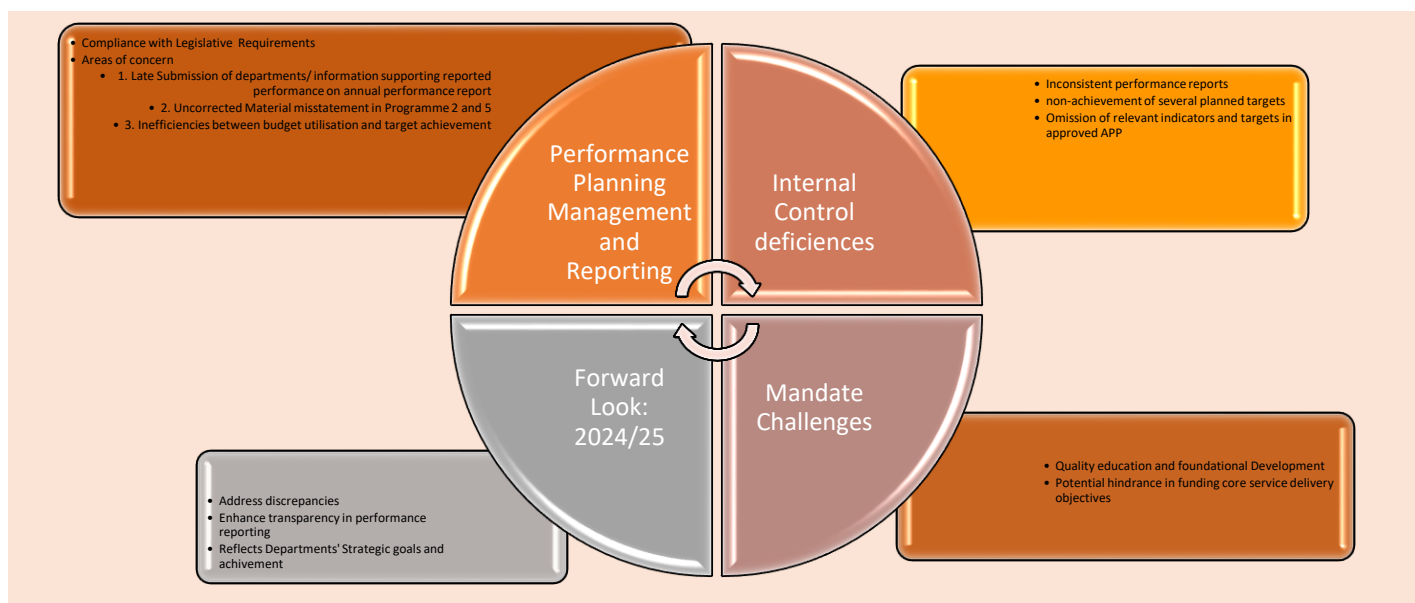 • Compliance with Legislative Requirements
• Areas of concern
• 1. Late Submission of departments/ information supporting reported
performance on annual performance report
• 2. Uncorrected Material misstatement in Programme 2 and 5
• 3. Inefficiencies between budget utilisation and target achievement
Performance
Planning
Management
and
Reporting
Internal
Control
deficiences
• Inconsistent performance reports
• non-achievement of several planned targets
• Omission of relevant indicators and targets in
approved APP
Forward
Look:
2024/25
• Address discrepancies
• Enhance transparency in performance
reporting
• Reflects Departments' Strategic goals and
achivement
Mandate
Challenges
• Quality education and foundational Development
• Potential hindrance in funding core service delivery
objectives